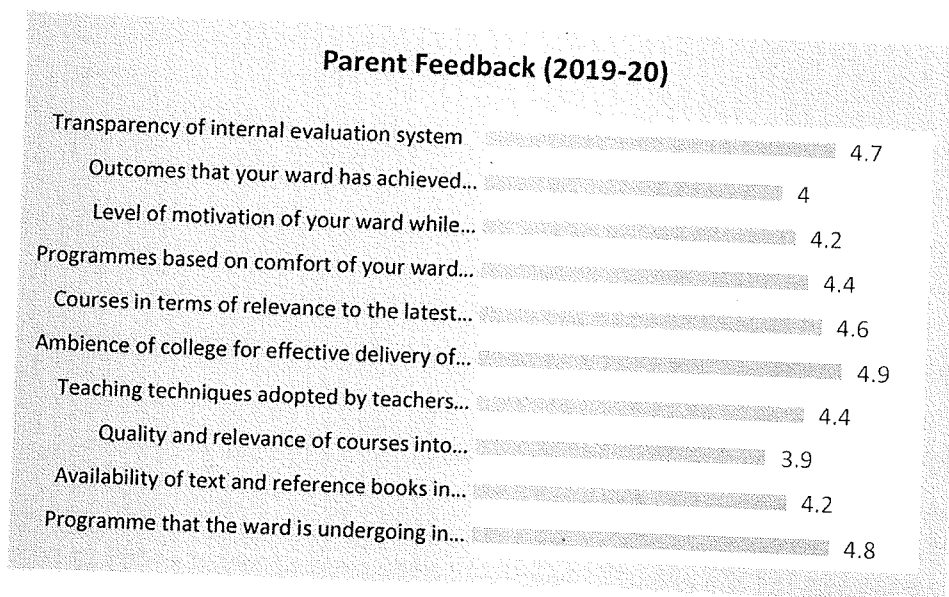 Parent Feedback (2019-20)
Transparency of internal evaluation system 4.7
Outcomes that your ward has achieved... 4
Level of motivation of your ward while... 4.2
Programmes based on comfort of your ward... 4.4
Courses in terms of relevance to the latest... 4.6
Ambience of college for effective delivery of... 4.9
Teaching techniques adopted by teachers... 4.4
Quality and relevance of courses into... 3.9
Availability of text and reference books in... 4.2
Programme that the ward is undergoing in... 4.8